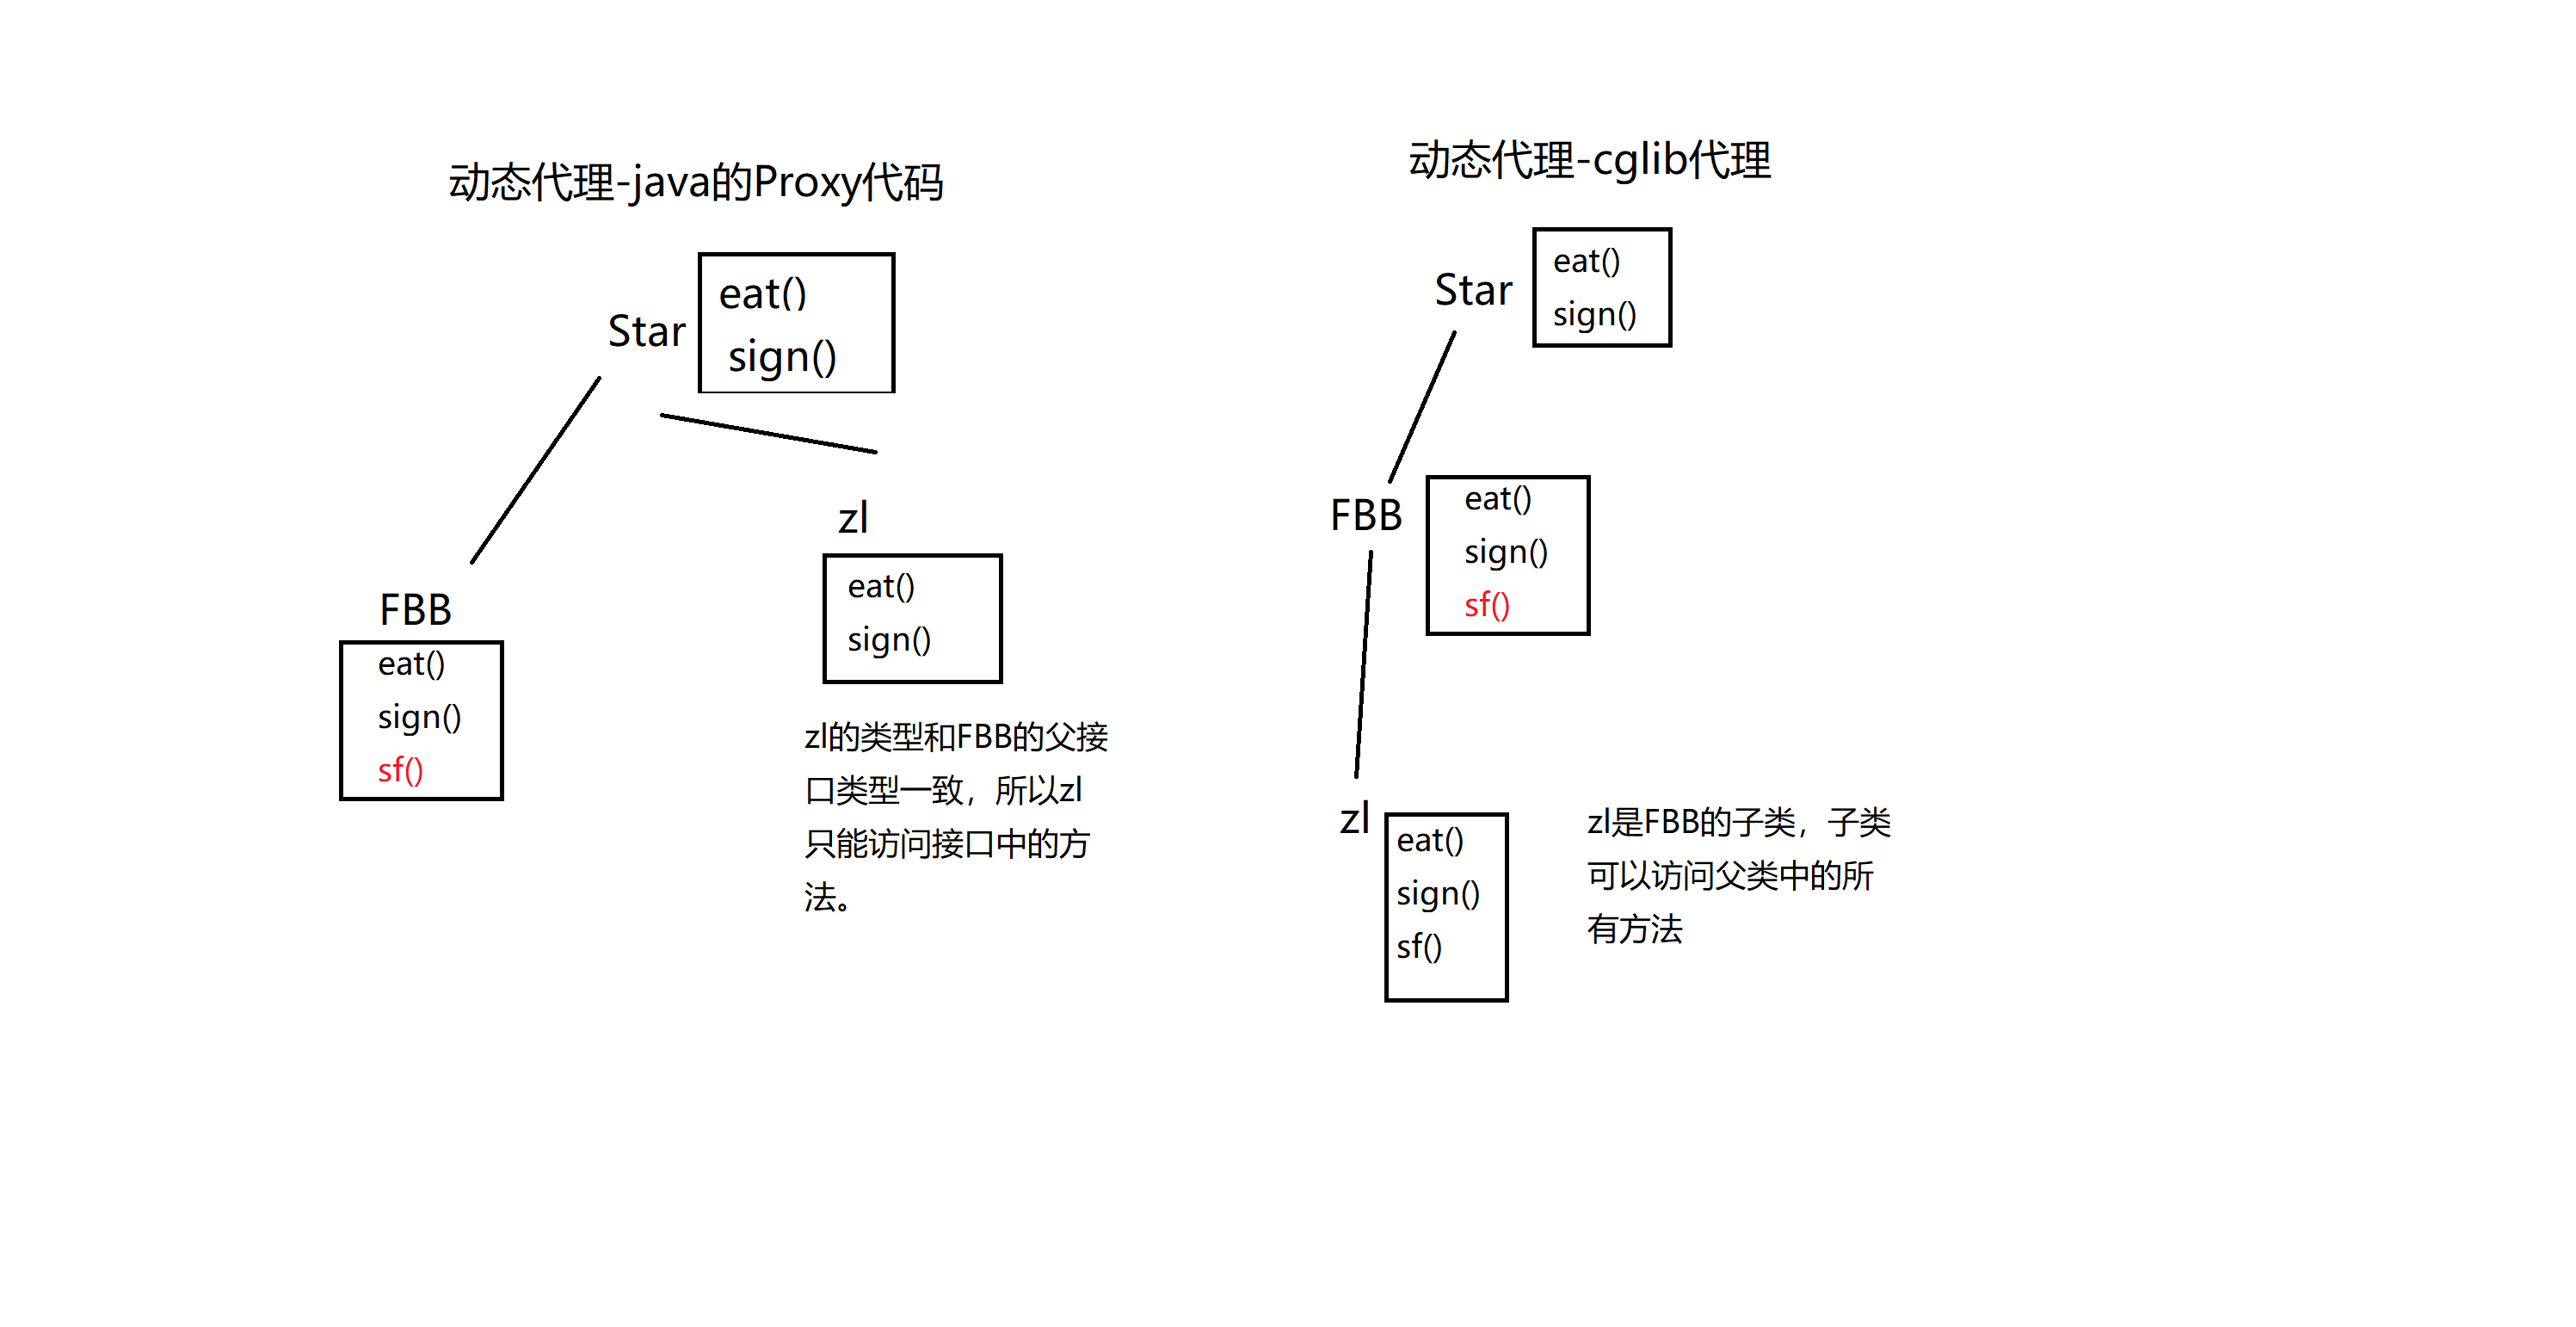 动态代理-java的Proxy代码
Star
eat()
sign()
FBB
eat()
sign()
sf()
zl
eat()
sign()
zl的类型和FBB的父接
口类型一致，所以zl
只能访问接口中的方
法。
动态代理-cglib代理
Star
eat()
sign()
FBB
eat()
sign()
sf()
zl
eat()
sign()
sf()
zl是FBB的子类，子类
可以访问父类中的所
有方法